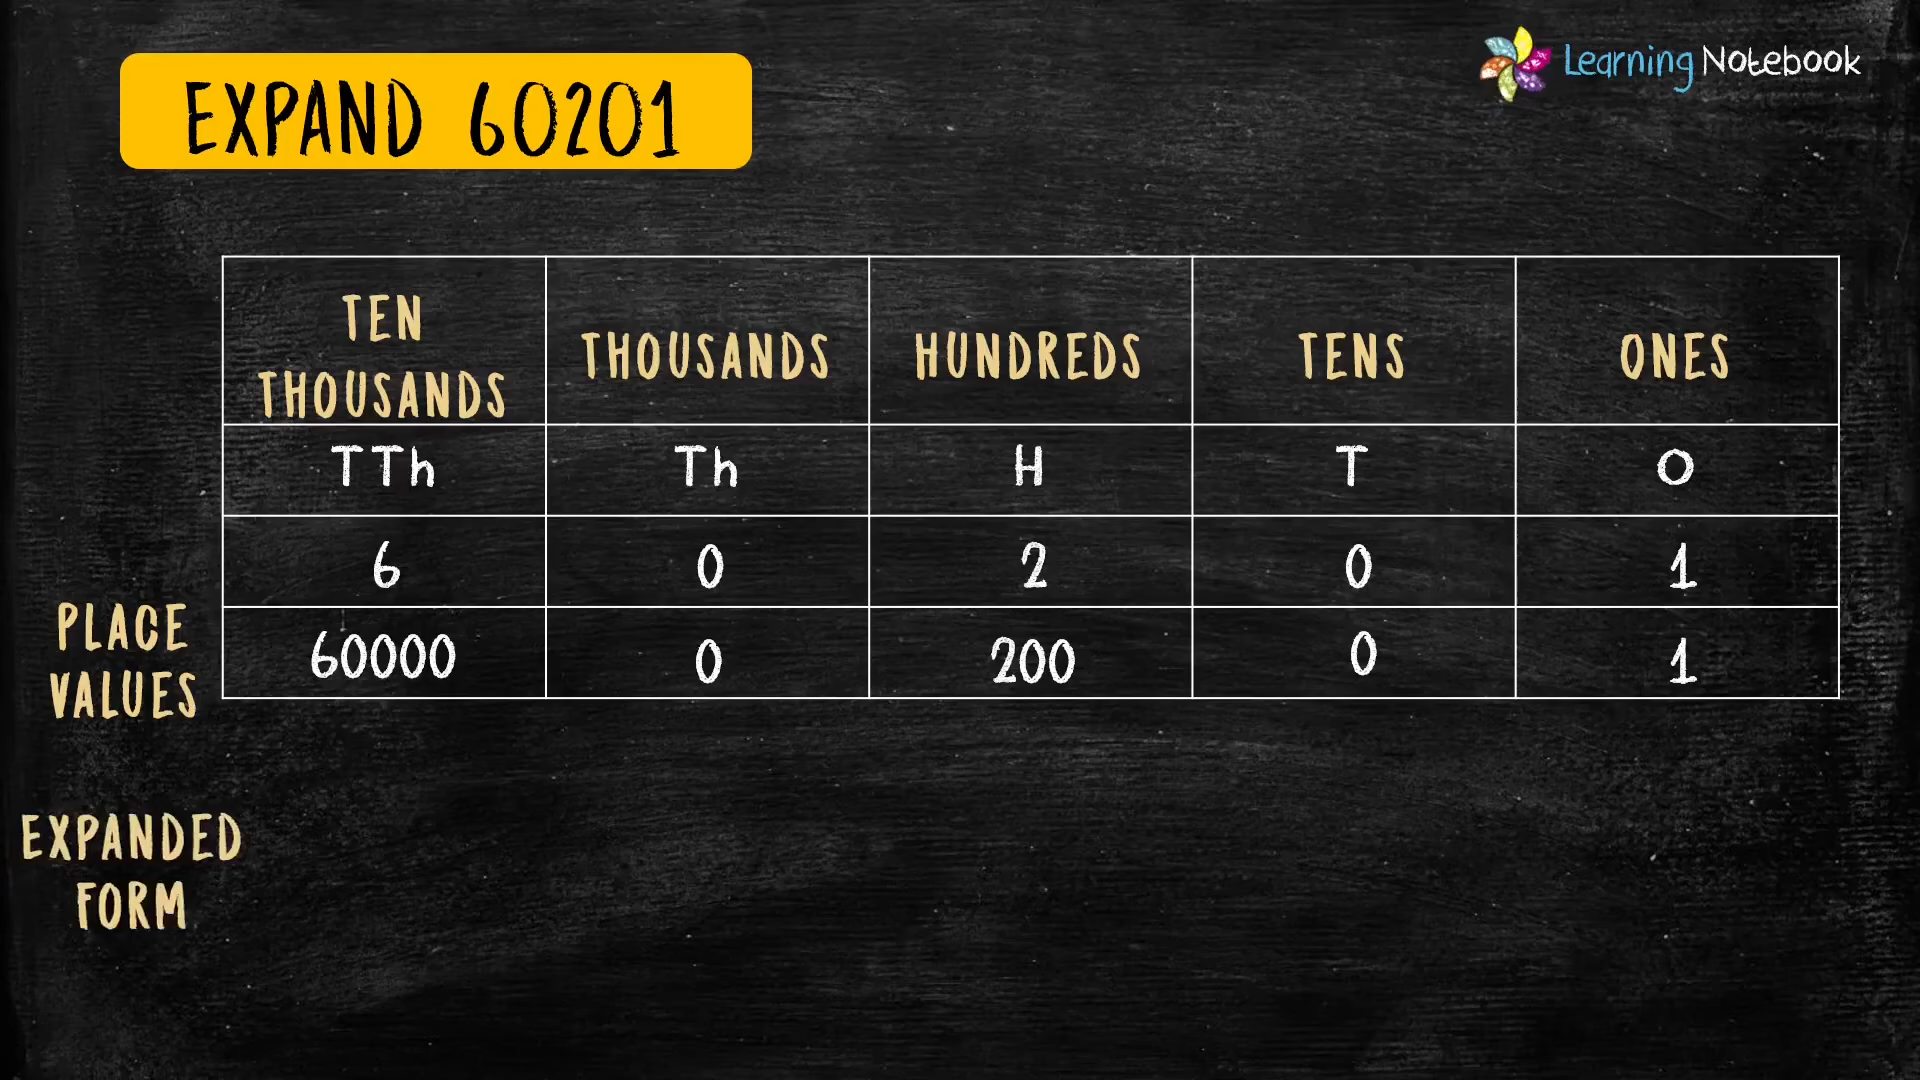 EXPAND 60201
Learning Notebook
TEN
THOUSANDS
THOUSANDS
HUNDREDS
TENS
ONES
TTh
Th
H
T
O
6
0
2
0
1
PLACE
VALUES
60000
0
200
0
1
EXPANDED
FORM